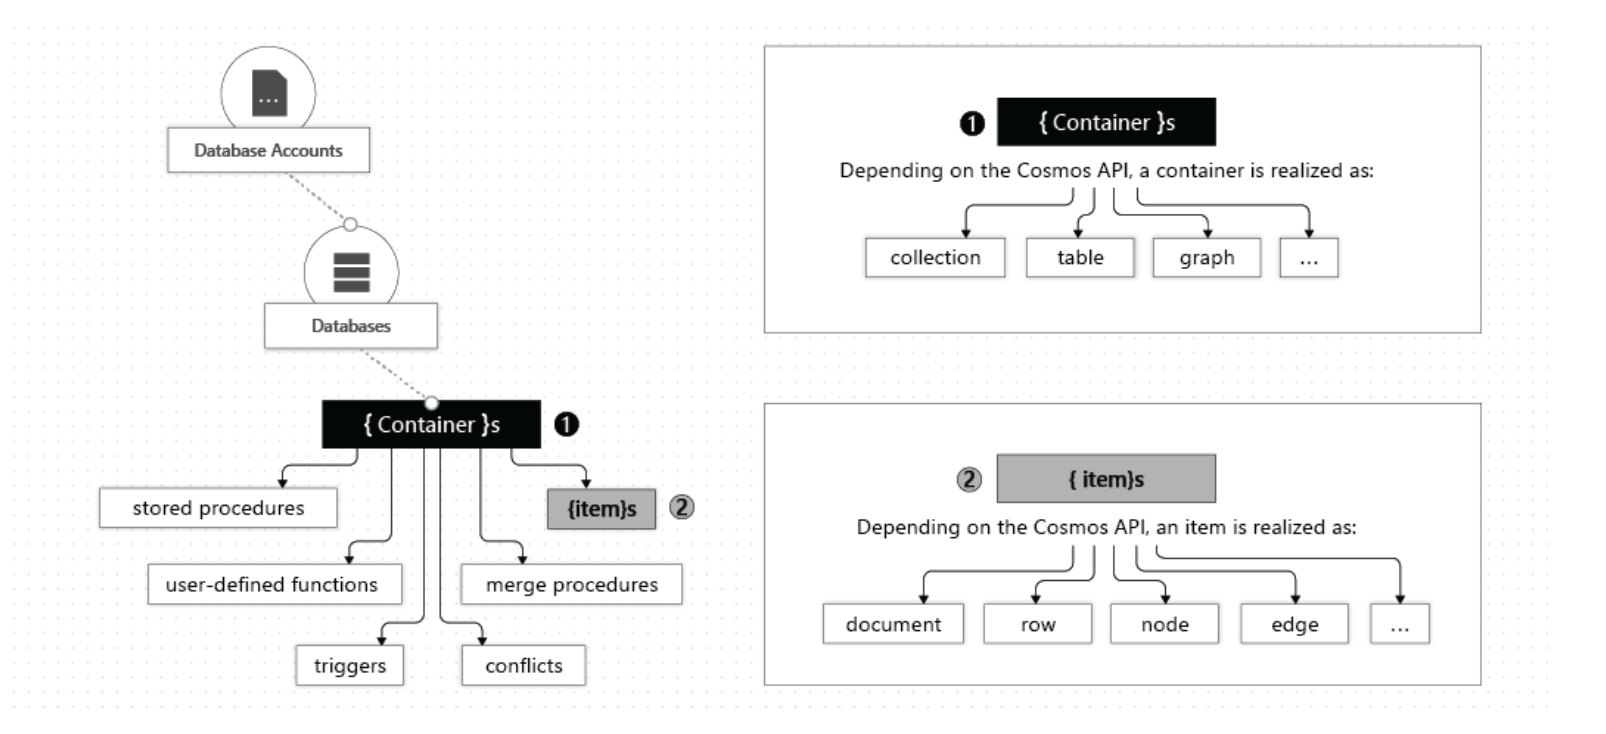 Database Accounts
Databases
{ Container }s
1
stored procedures
{item}s
2
user-defined functions
merge procedures
triggers
conflicts
1
{ Container }s
Depending on the Cosmos API, a container is realized as:
collection
table
graph
...
2
{ item}s
Depending on the Cosmos API, an item is realized as:
document
row
node
edge
...